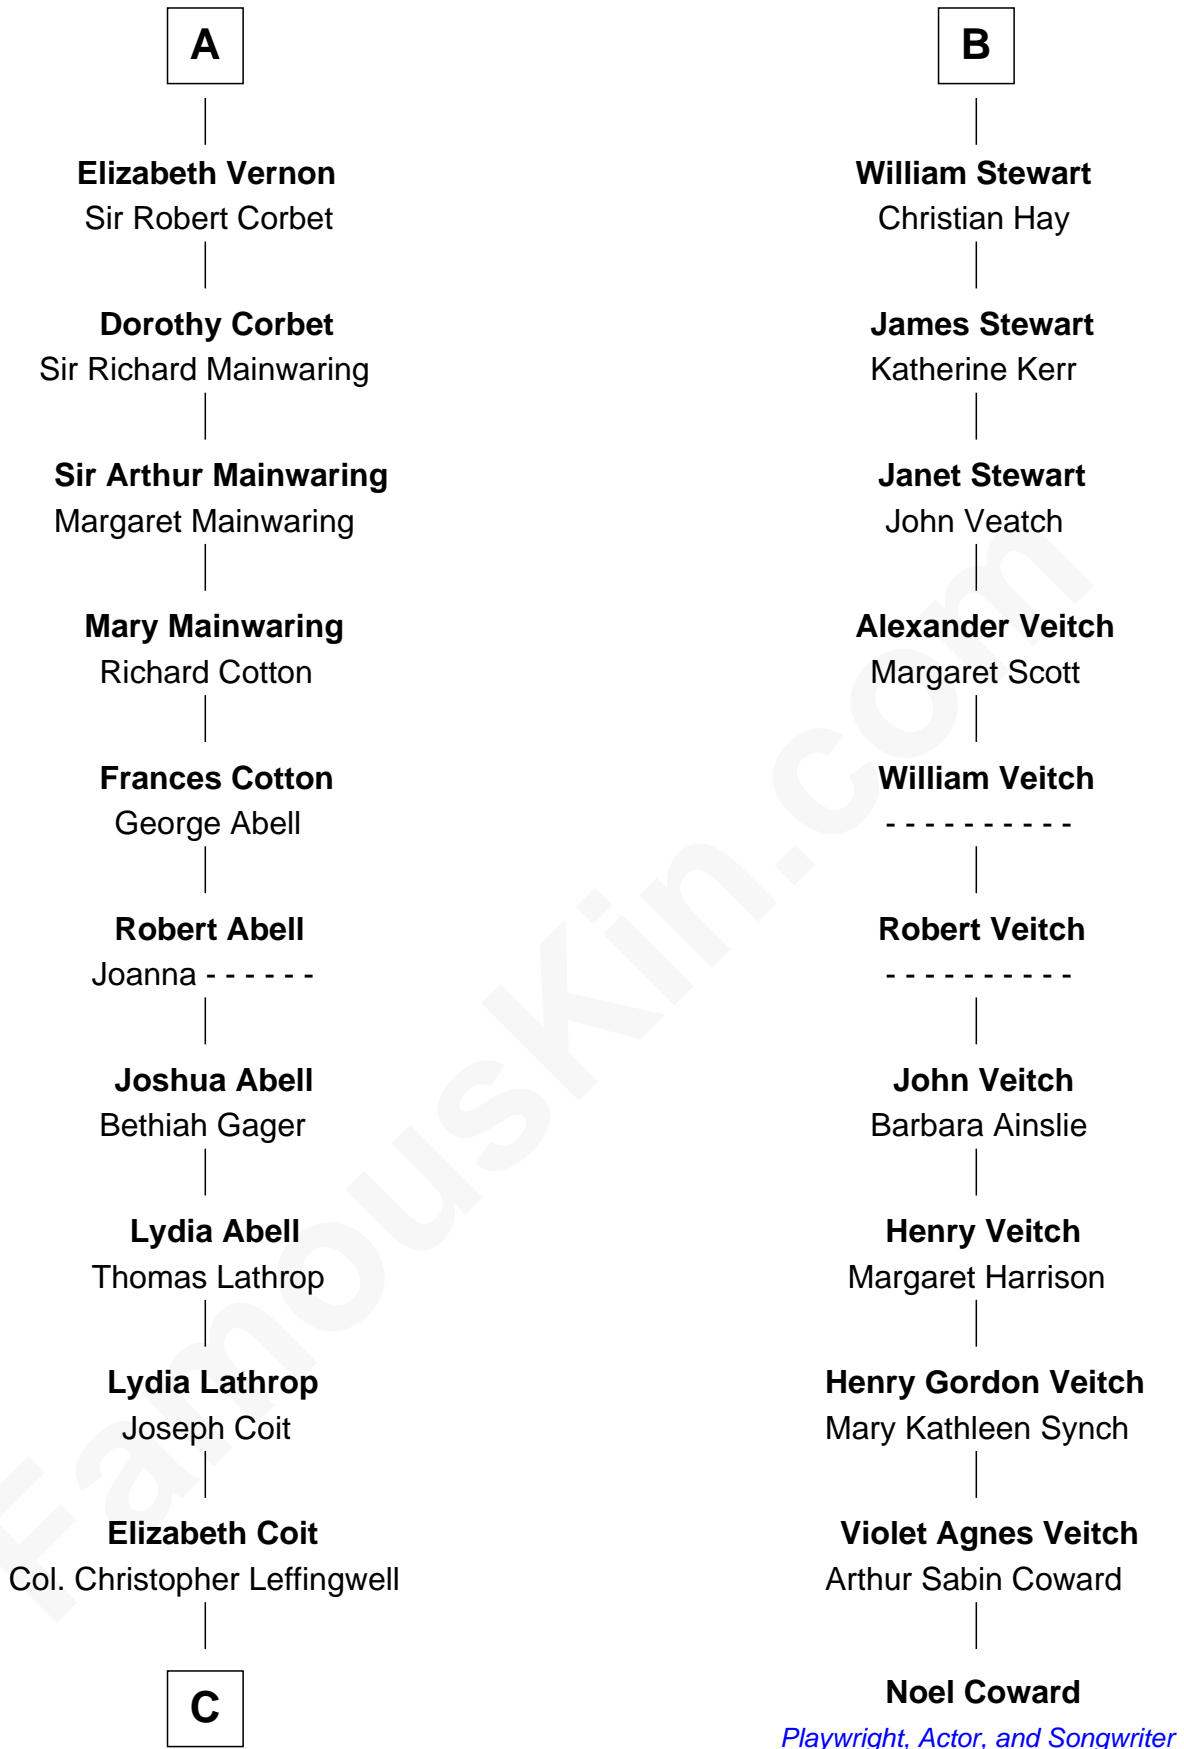 A
Elizabeth Vernon
Sir Robert Corbet
Dorothy Corbet
Sir Richard Mainwaring
Sir Arthur Mainwaring
Margaret Mainwaring
Mary Mainwaring
Richard Cotton
Frances Cotton
George Abell
Robert Abell
Joanna - - - - - -
Joshua Abell
Bethiah Gager
Lydia Abell
Thomas Lathrop
Lydia Lathrop
Joseph Coit
Elizabeth Coit
Col. Christopher Leffingwell
C
B
William Stewart
Christian Hay
James Stewart
Katherine Kerr
Janet Stewart
John Veatch
Alexander Veitch
Margaret Scott
William Veitch
- - - - - - - - - -
Robert Veitch
- - - - - - - - - -
John Veitch
Barbara Ainslie
Henry Veitch
Margaret Harrison
Henry Gordon Veitch
Mary Kathleen Synch
Violet Agnes Veitch
Arthur Sabin Coward
Noel Coward
Playwright, Actor, and Songwriter
FamousKin.com